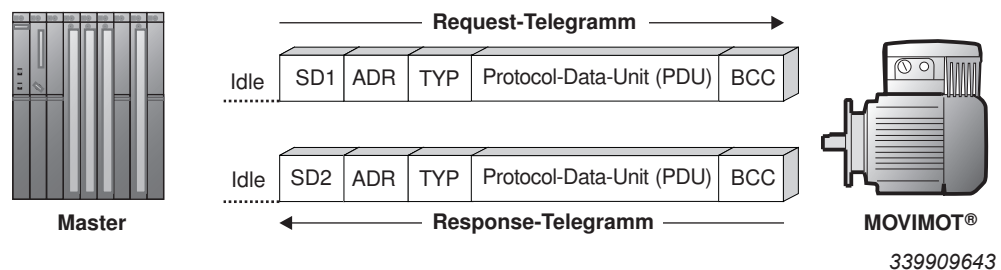 Request-Telegramm
Idle SD1 ADR TYP Protocol-Data-Unit (PDU) BCC
Idle SD2 ADR TYP Protocol-Data-Unit (PDU) BCC
Master Response-Telegramm MOVIMOT®
339909643